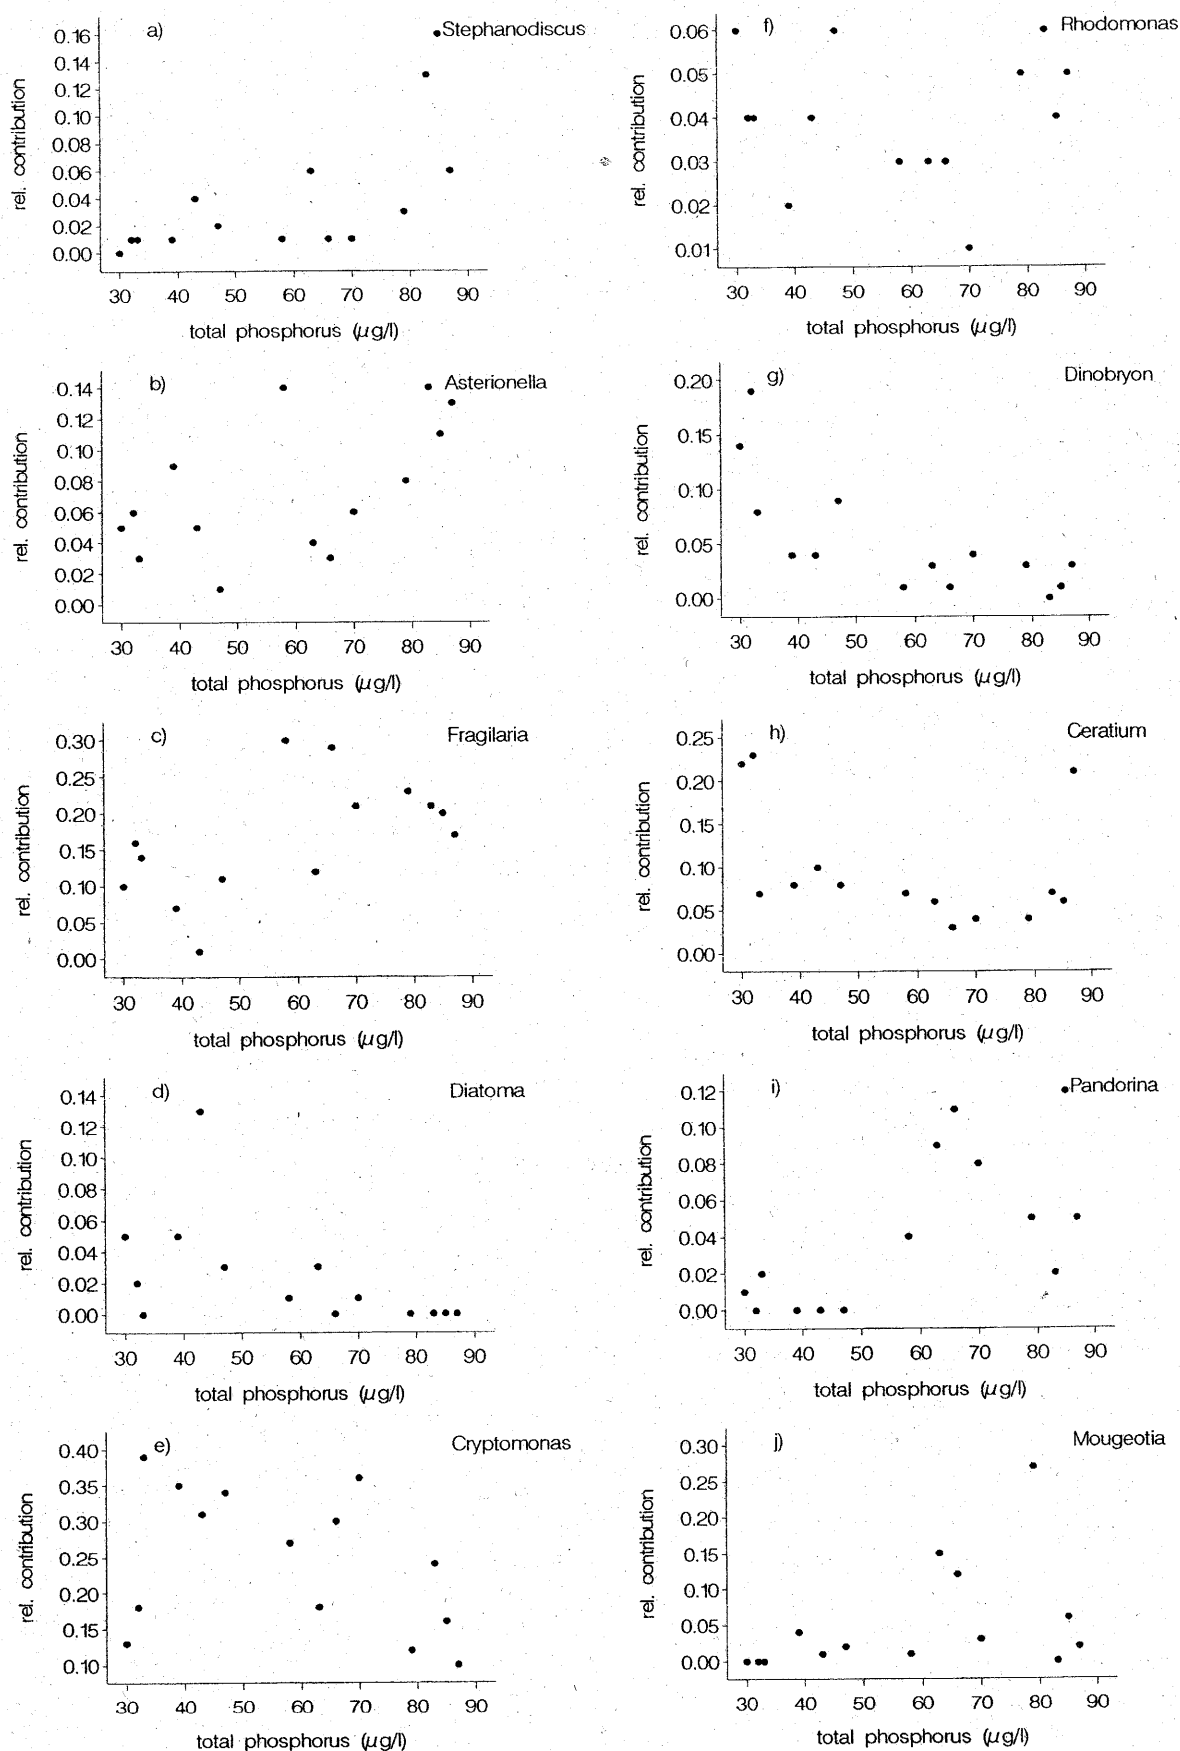 a)
Stephanodiscus
0.16
0.14
0.12
0.10
0.08
0.06
0.04
0.02
0.00
rel. contribution
30 40 50 60 70 80 90
total phosphorus (µg/l)
b)
Asterionella
0.14
0.12
0.10
0.08
0.06
0.04
0.02
0.00
rel. contribution
30 40 50 60 70 80 90
total phosphorus (µg/l)
c)
Fragilaria
0.30
0.25
0.20
0.15
0.10
0.05
0.00
rel. contribution
30 40 50 60 70 80 90
total phosphorus (µg/l)
d)
Diatoma
0.14
0.12
0.10
0.08
0.06
0.04
0.02
0.00
rel. contribution
30 40 50 60 70 80 90
total phosphorus (µg/l)
e)
Cryptomonas
0.40
0.35
0.30
0.25
0.20
0.15
0.10
rel. contribution
30 40 50 60 70 80 90
total phosphorus (µg/l)
f)
Rhodomonas
0.06
0.05
0.04
0.03
0.02
0.01
rel. contribution
30 40 50 60 70 80 90
total phosphorus (µg/l)
g)
Dinobryon
0.20
0.15
0.10
0.05
0.00
rel. contribution
30 40 50 60 70 80 90
total phosphorus (µg/l)
h)
Ceratium
0.25
0.20
0.15
0.10
0.05
0.00
rel. contribution
30 40 50 60 70 80 90
total phosphorus (µg/l)
i)
Pandorina
0.12
0.10
0.08
0.06
0.04
0.02
0.00
rel. contribution
30 40 50 60 70 80 90
total phosphorus (µg/l)
j)
Mougeotia
0.30
0.25
0.20
0.15
0.10
0.05
0.00
rel. contribution
30 40 50 60 70 80 90
total phosphorus (µg/l)